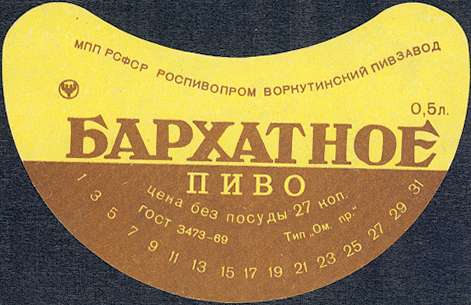 МПП РСФСР РОСПИВОПРОМ ВОРКУТИНСКИЙ ПИВЗАВОД
0,5л.
БАРХАТНОЕ
ПИВО
цена без посуды 27 коп.
ГОСТ 3473-69
Тип „Ом. пр."
1 3 5 7 9 11 13 15 17 19 21 23 25 27 29 31